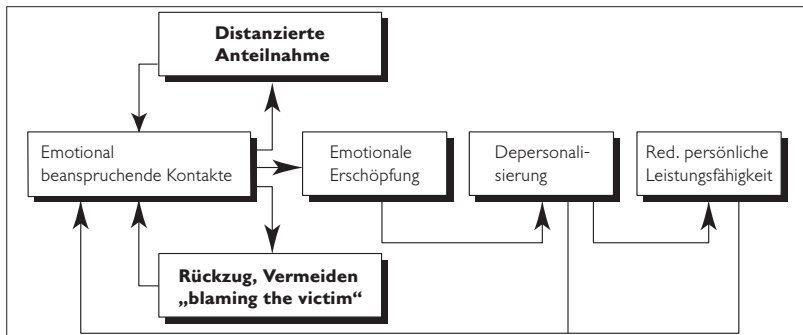 Distanzierte
Anteilnahme
Emotional
beanspruchende Kontakte
Emotionale
Erschöpfung
Depersonali-
sierung
Red. persönliche
Leistungsfähigkeit
Rückzug, Vermeiden
„blaming the victim“